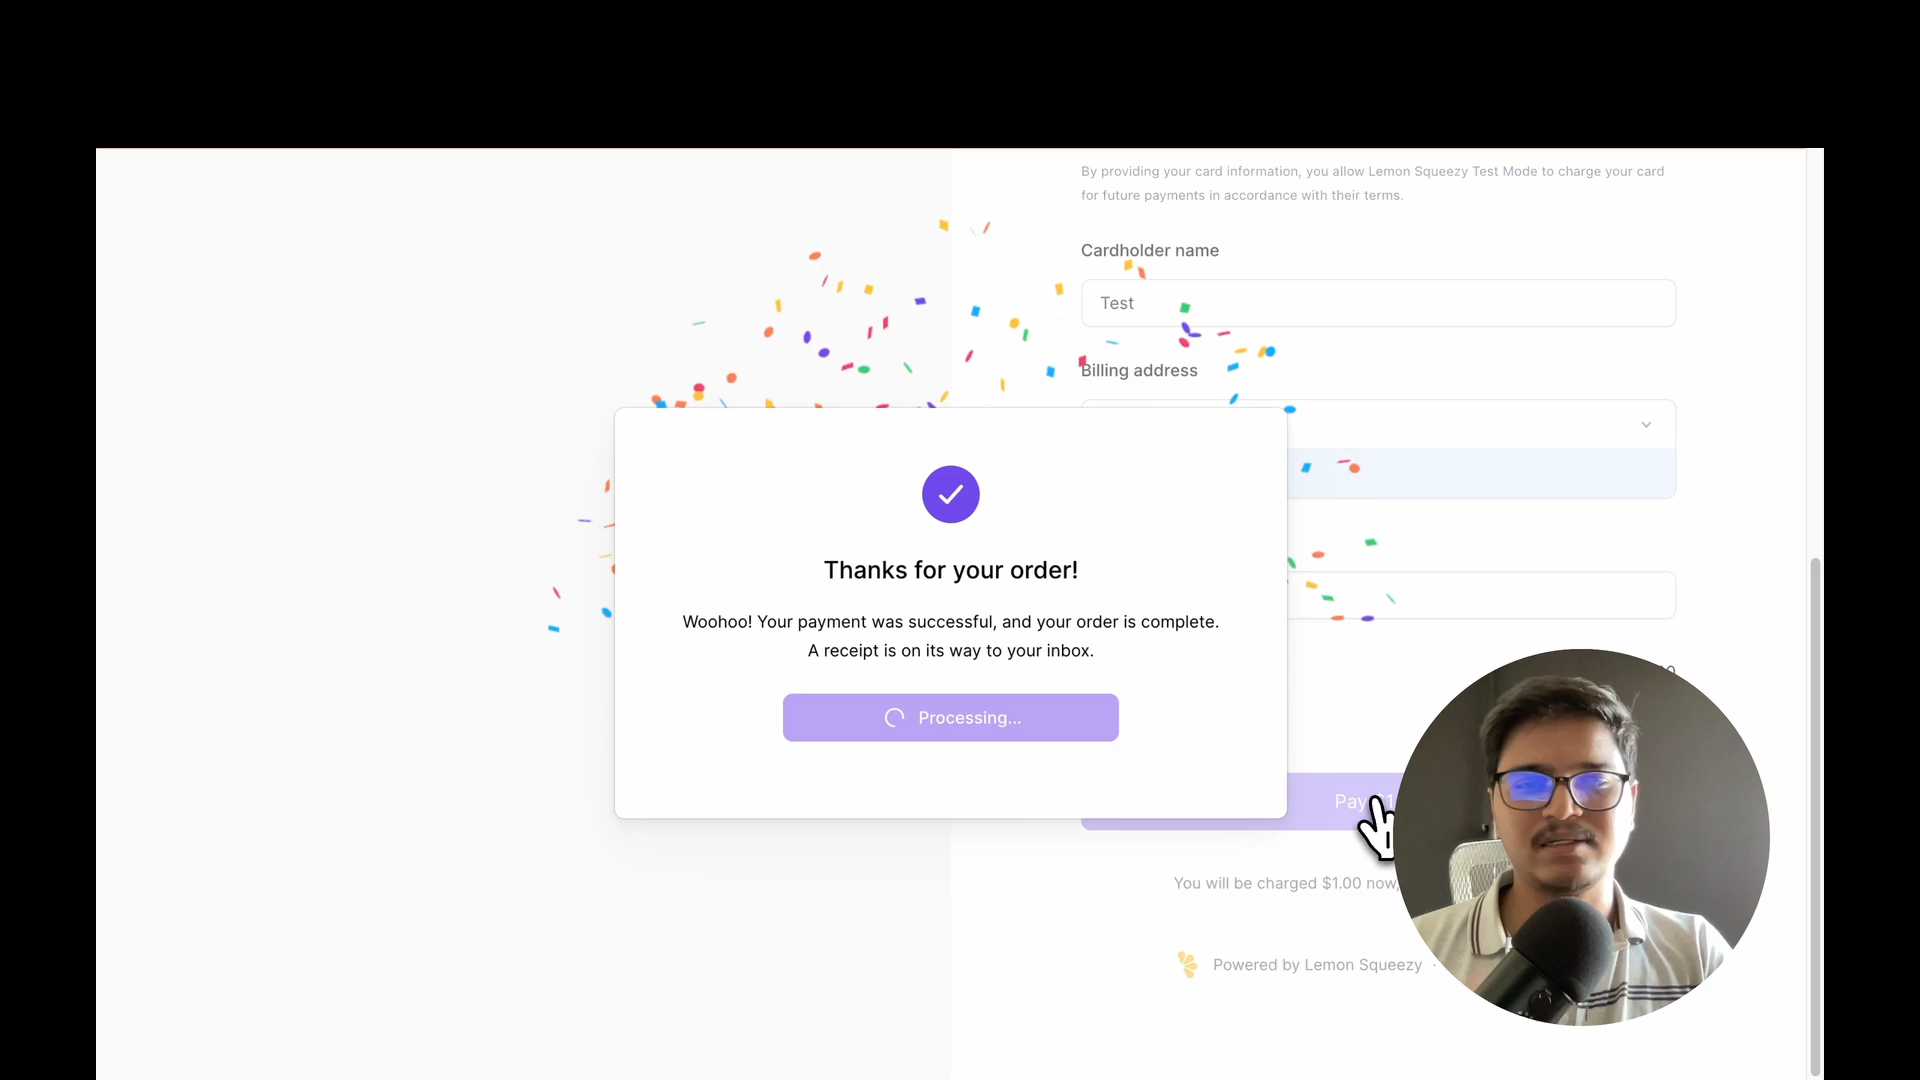 By providing your card information, you allow Lemon Squeezy Test Mode to charge your card
for future payments in accordance with their terms.
Cardholder name
Test
Billing address
Thanks for your order!
Woohoo! Your payment was successful, and your order is complete.
A receipt is on its way to your inbox.
Processing...
Pay $1
You will be charged $1.00 now,
Powered by Lemon Squeezy ·